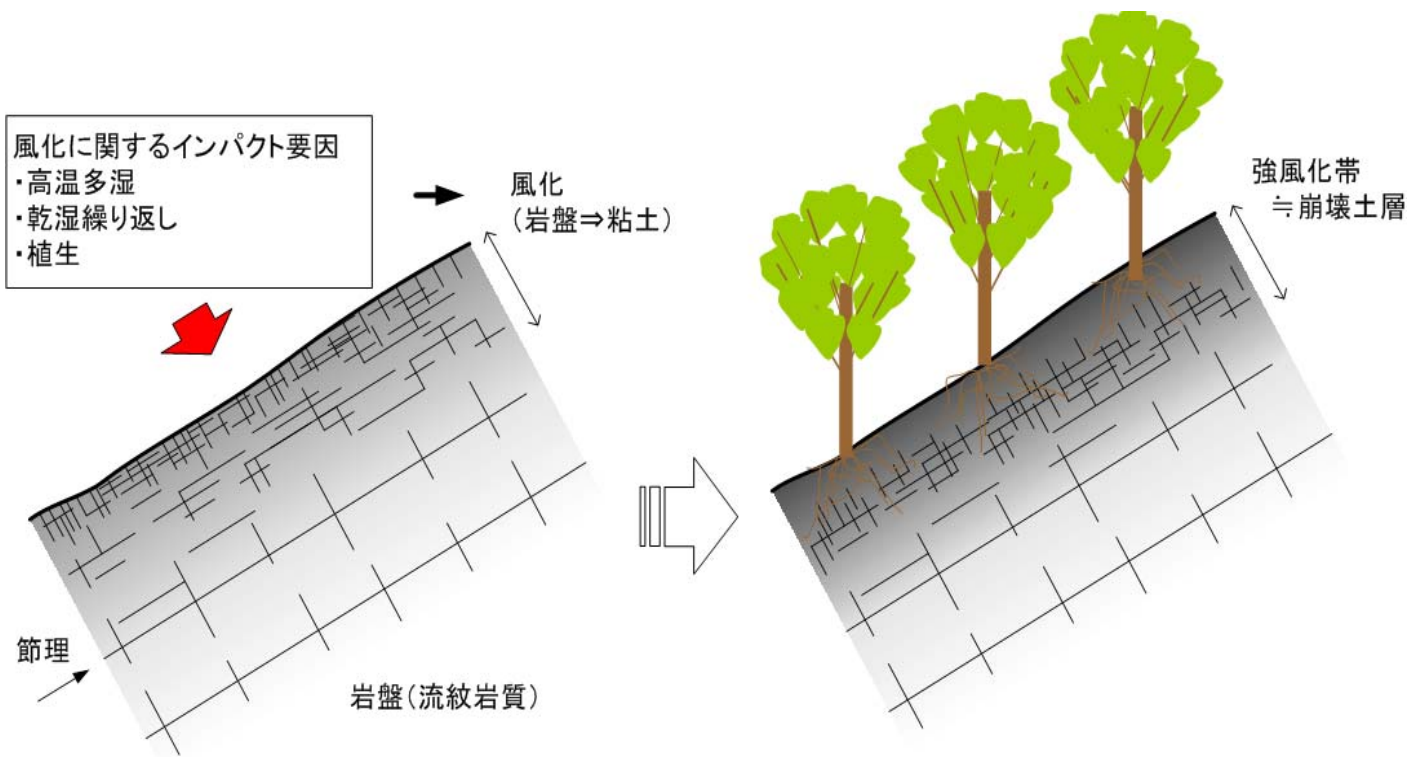 風化に関するインパクト要因
・高温多湿
・乾湿繰り返し
・植生
風化
(岩盤⇒粘土)
強風化帯
≒崩壊土層
節理
岩盤(流紋岩質)